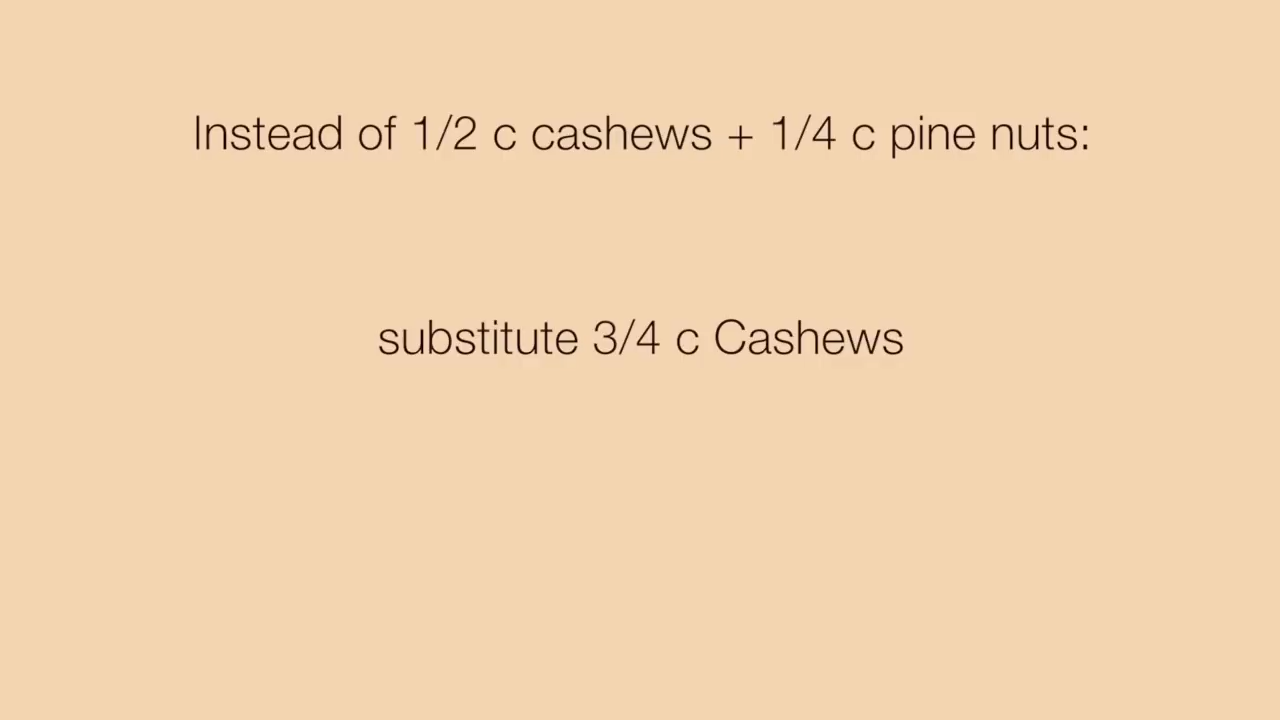 Instead of 1/2 c cashews + 1/4 c pine nuts:
substitute 3/4 c Cashews